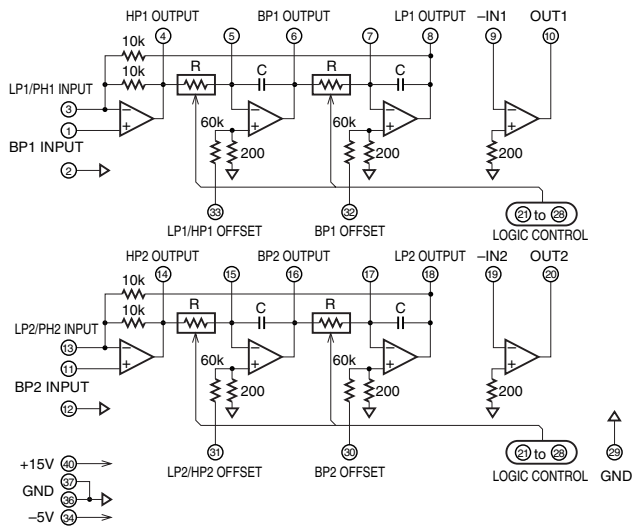 HP1 OUTPUT BP1 OUTPUT LP1 OUTPUT –IN1 OUT1
4 5 6 7 8 9 10
10k
10k R C R C
LP1/PH1 INPUT
3
1
BP1 INPUT
2
– + – + – + – +
60k 200 60k 200 200
33 32 21 to 28
LP1/HP1 OFFSET BP1 OFFSET LOGIC CONTROL
HP2 OUTPUT BP2 OUTPUT LP2 OUTPUT –IN2 OUT2
14 15 16 17 18 19 20
10k
10k R C R C
LP2/PH2 INPUT
13
11
BP2 INPUT
12
– + – + – + – +
60k 200 60k 200 200
31 30 21 to 28 29
LP2/HP2 OFFSET BP2 OFFSET LOGIC CONTROL GND
+15V 40
37
GND
36
–5V 34